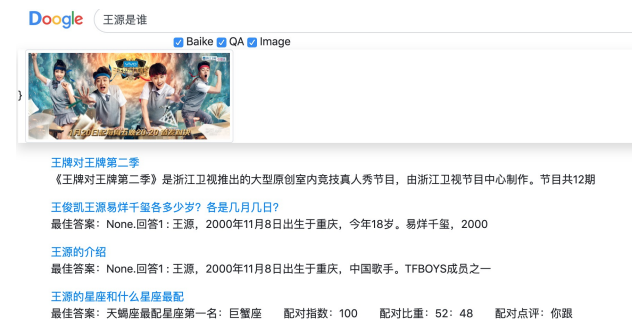 Doogle 王源是谁
Baike QA Image
}
王牌对王牌第二季
《王牌对王牌第二季》是浙江卫视推出的大型原创室内竞技真人秀节目，由浙江卫视节目中心制作。节目共12期
王俊凯王源易烊千玺各多少岁？各是几月几日？
最佳答案：None.回答1 : 王源，2000年11月8日出生于重庆，今年18岁。易烊千玺，2000
王源的介绍
最佳答案：None.回答1 : 王源，2000年11月8日出生于重庆，中国歌手。TFBOYS成员之一
王源的星座和什么星座最配
最佳答案：天蝎座最配星座第一名：巨蟹座 配对指数：100 配对比重：52：48 配对点评：你跟